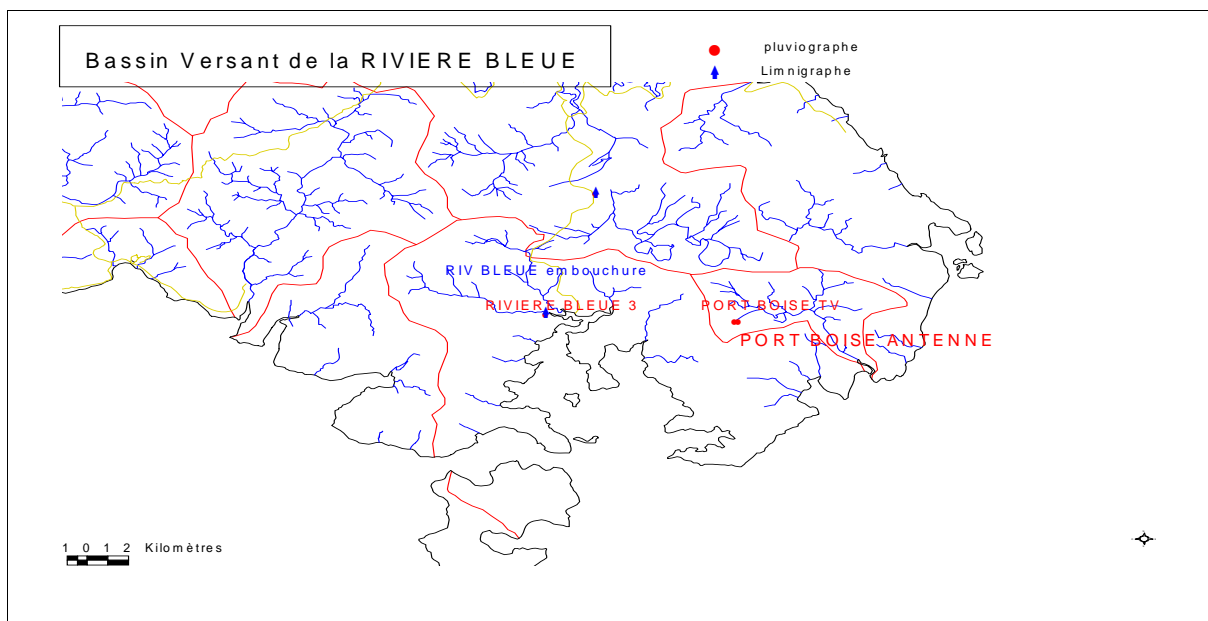 Bassin Versant de la RIVIERE BLEUE
pluviographe
Limnigraphe
RIV BLEUE embouchure
RIVIERE BLEUE 3
PORT BOISE TV
PORT BOISE ANTENNE
1 0 1 2 Kilomètres